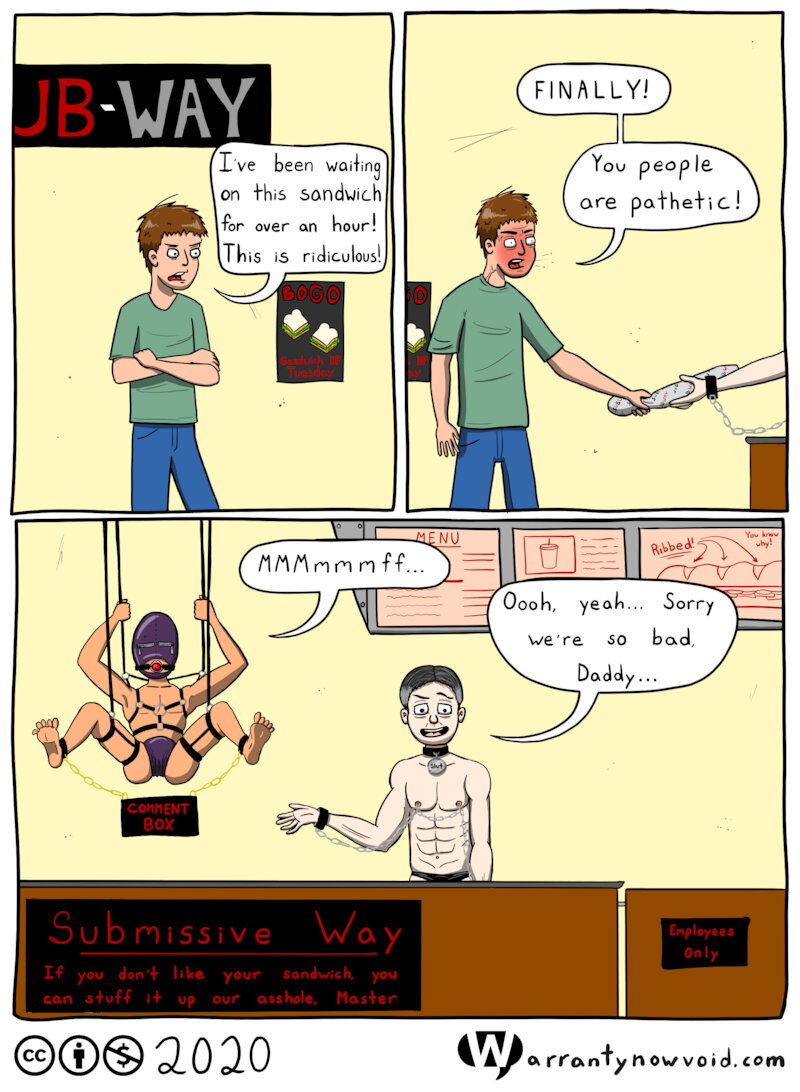 UB-WAY
I've been waiting
on this sandwich
for over an hour!
This is ridiculous!
BOGO
Sandwich
Tuesday
FINALLY!
You people
are pathetic!
MMMmmmff...
MENU
Ribbed!
You know
why!
Oooh, yeah... Sorry
we're so bad,
Daddy...
Slut
COMMENT
BOX
Submissive Way
If you don't like your sandwich, you
can stuff it up our asshole, Master
Employees
Only
cc
2020
Warrantynowvoid.com